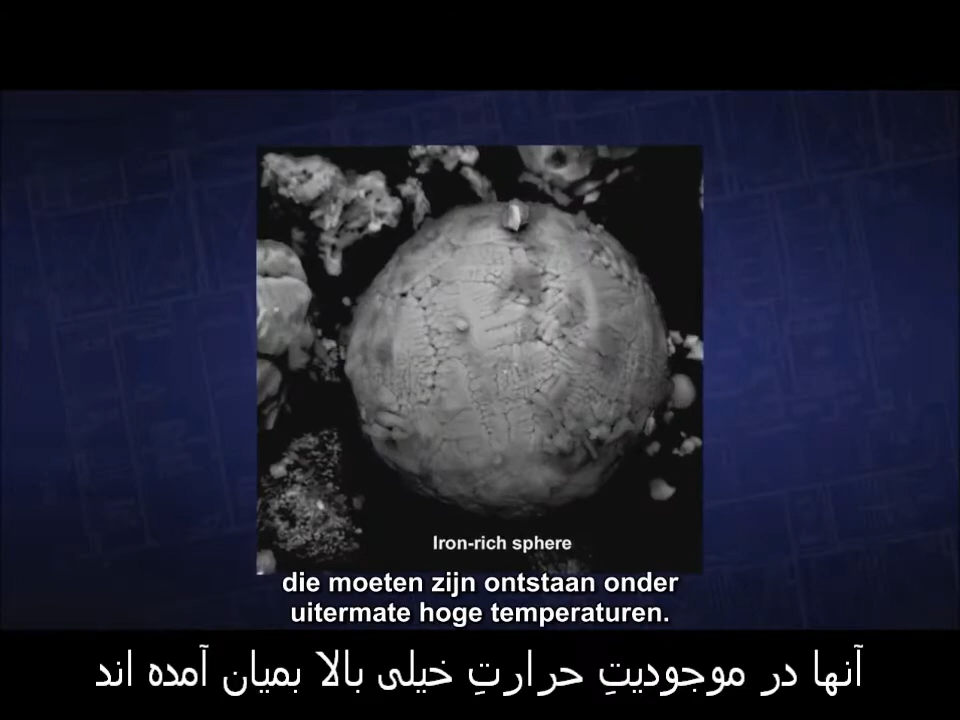 Iron-rich sphere
die moeten zijn ontstaan onder
uitermate hoge temperaturen.
آنها در موجودیتِ حرارتِ خیلی بالا بمیان آمده اند